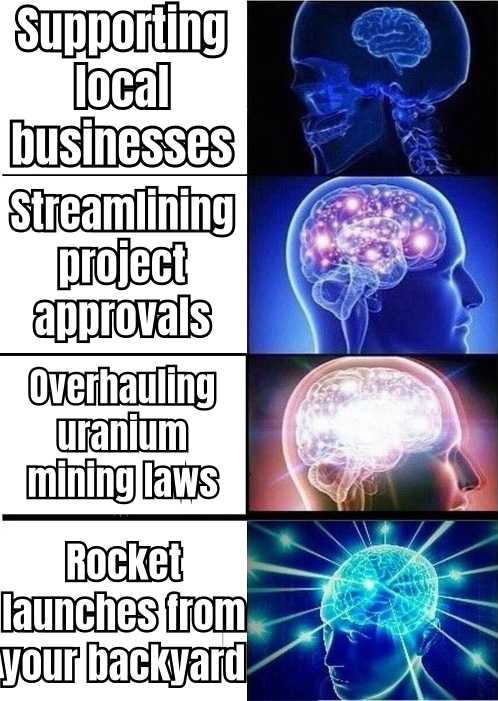 Supporting
local
businesses
Streamlining
project
approvals
Overhauling
uranium
mining laws
Rocket
launches from
your backyard